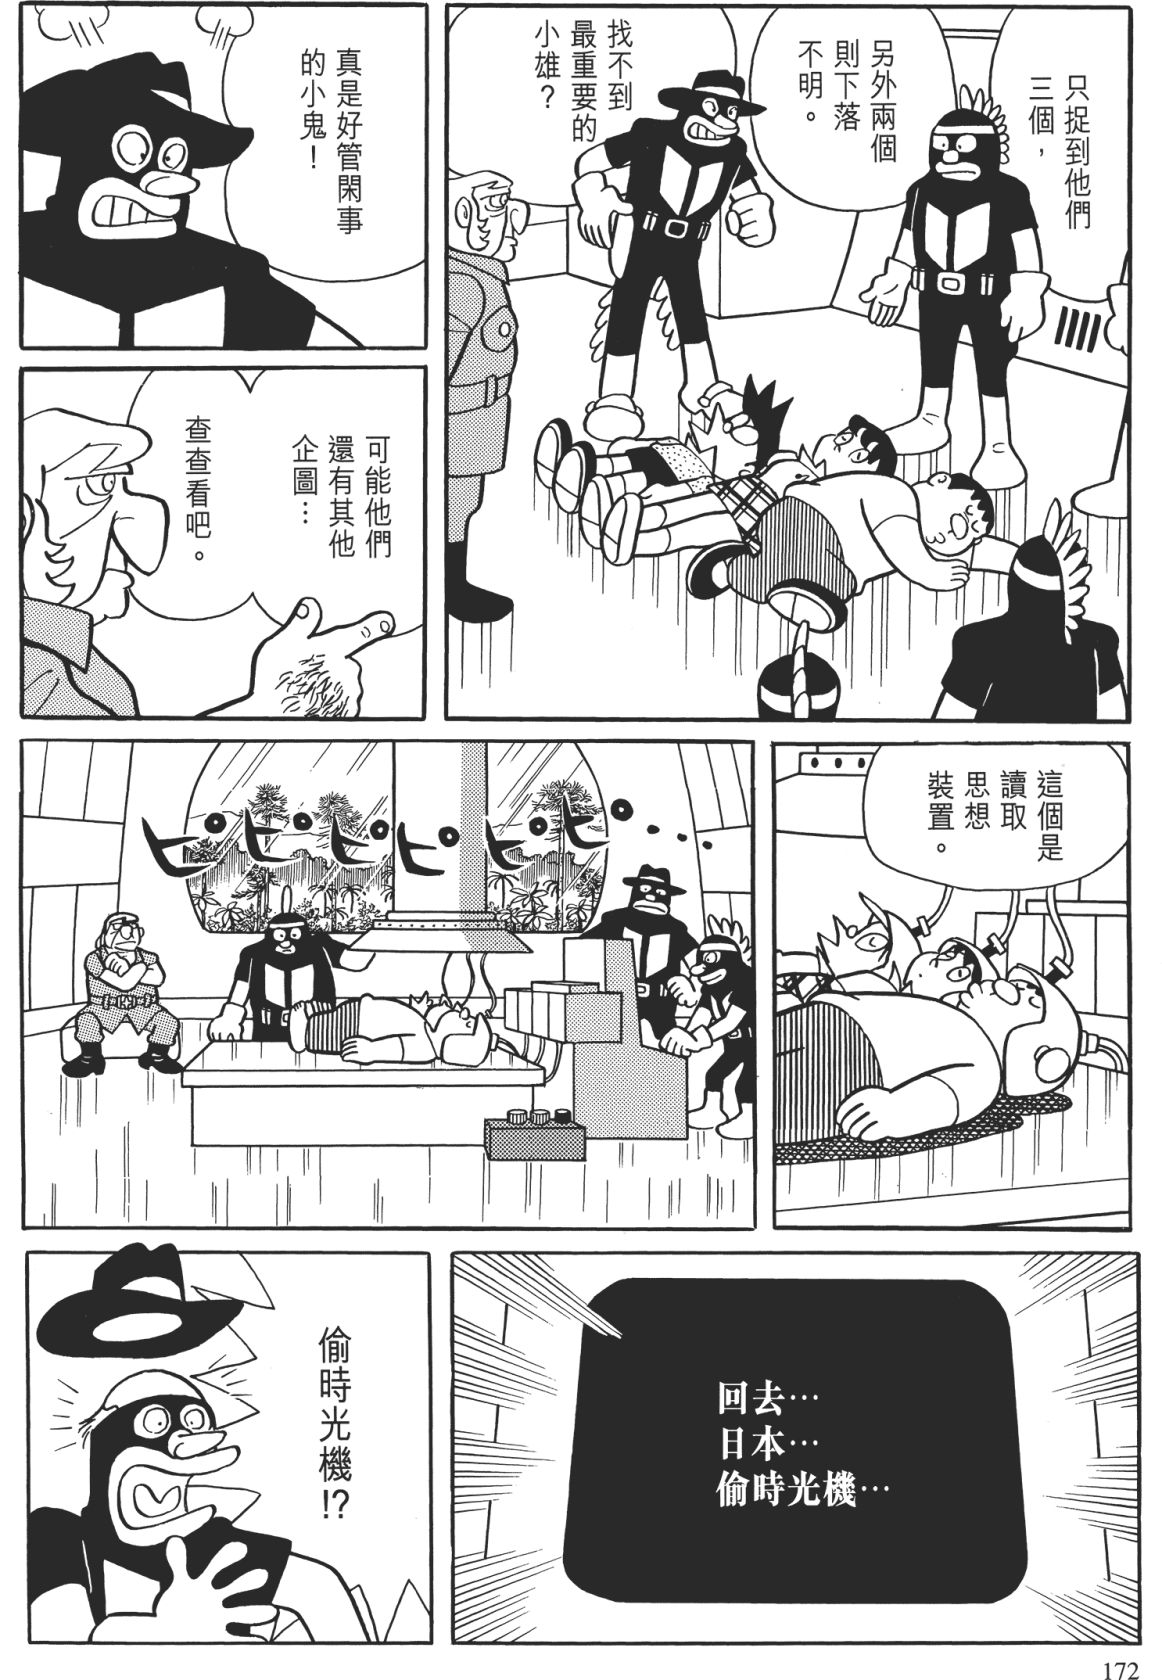 只捉到他們
三個，
另外兩個
則下落
不明。
找不到
最重要的
小雄？
真是好管閑事
的小鬼！
可能他們
還有其他
企圖…
查查看吧。
這個是
讀取
思想
裝置。
ピピピピピピ
回去…
日本…
偷時光機…
偷時光機!?
172